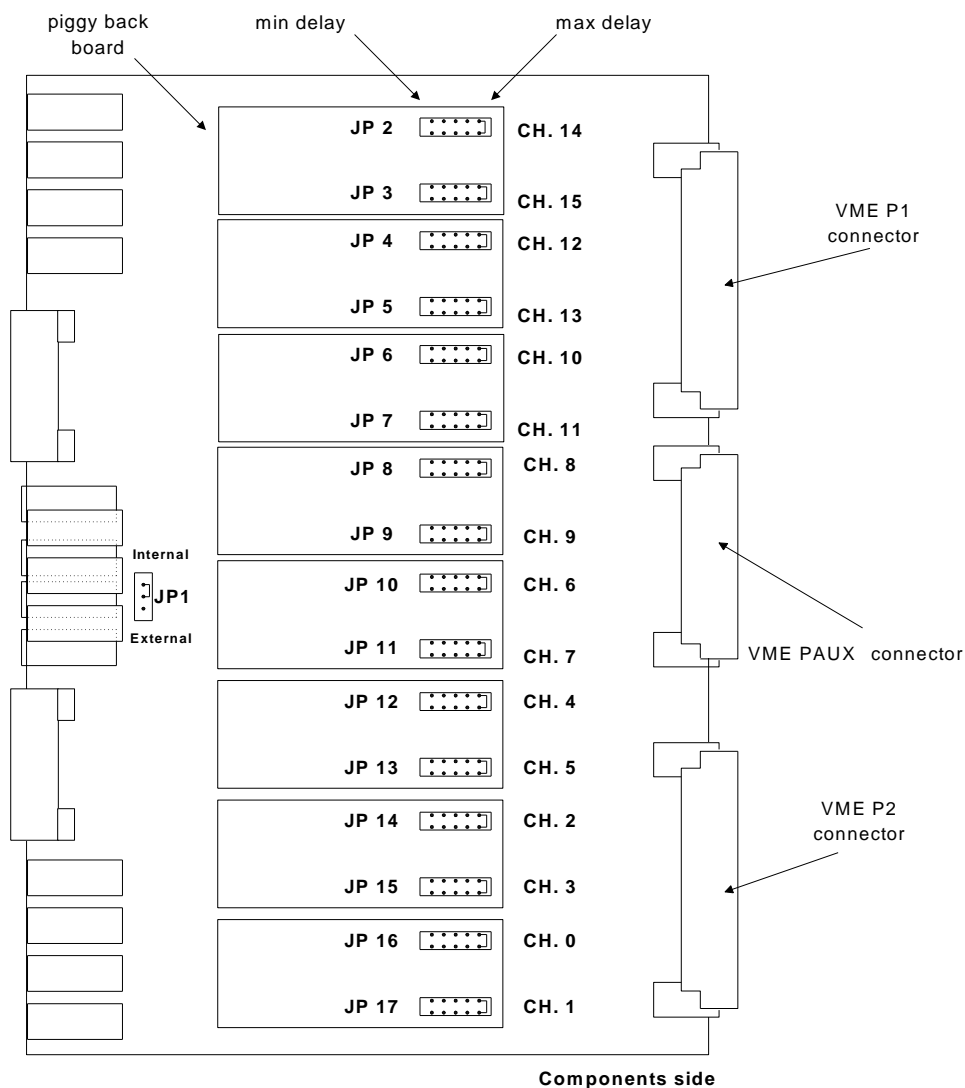 piggy back
board
min delay
max delay
JP 2
CH. 14
JP 3
CH. 15
VME P1
connector
JP 4
CH. 12
JP 5
CH. 13
JP 6
CH. 10
JP 7
CH. 11
JP 8
CH. 8
JP 9
CH. 9
Internal
JP1
External
JP 10
CH. 6
JP 11
CH. 7
VME PAUX connector
JP 12
CH. 4
JP 13
CH. 5
JP 14
CH. 2
VME P2
connector
JP 15
CH. 3
JP 16
CH. 0
JP 17
CH. 1
Components side